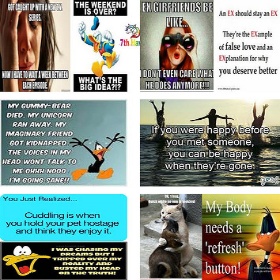 GOT CAUGHT UP WITH A NEW TV
SERIES.
NOW I HAVE TO WAIT A WEEK BETWEEN
EACH EPISODE
THE WEEKEND
IS OVER??
7th
WHAT'S THE
BIG IDEA!?
EX GIRLFRIENDS BE
LIKE...
I DON'T EVEN CARE WHAT
HE DOES ANYMORE!!!
An EX should stay an EX
They're the EXample
of false love and an
EXplanation for why
you deserve better
MY GUMMY-BEAR
DIED, MY UNICORN
RAN AWAY, MY
IMAGINARY FRIEND
GOT KIDNAPPED
THE VOICES IN MY
HEAD WONT TALK TO
ME OHHH NOOO
I'M GOING SANE!!
If you were happy before
you met someone,
you can be happy
when they're gone.
You Just Realized...
Cuddling is when
you hold your pet hostage
and think they enjoy it.
I WAS CHASING MY
DREAMS BUT I
TRIPPED OVER MY
REALITY AND
BUSTED MY HEAD
ON THE TRUTH!
My Body
needs a
'refresh'
button!